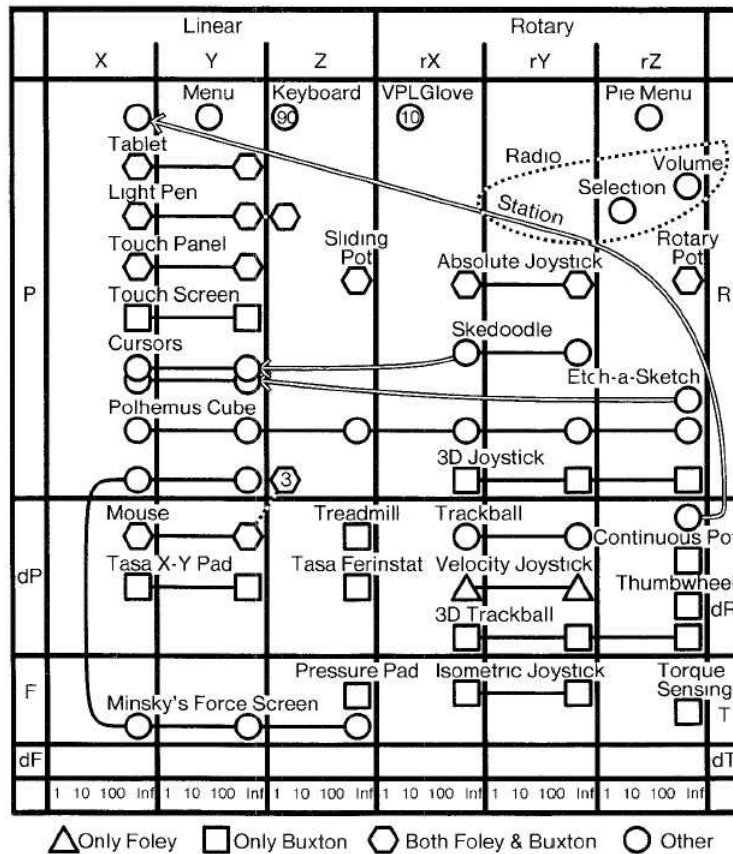 Linear Rotary
X Y Z rX rY rZ
Menu Keyboard VPLGlove Pie Menu
90 10
Tablet Radio Volume
Light Pen Selection
Station
Touch Panel Sliding Pot Absolute Joystick Rotary Pot
P R
Touch Screen
Cursors Skedoodle
Etch-a-Sketch
Polhemus Cube
3D Joystick
3
Mouse Treadmill Trackball
Continuous Pot
dP Tasa X-Y Pad Tasa Ferinstat Velocity Joystick
Thumbwheel
dR
3D Trackball
Pressure Pad Isometric Joystick Torque
Sensing
F T
Minsky's Force Screen
dF dT
1 10 100 Inf 1 10 100 Inf 1 10 100 Inf 1 10 100 Inf 1 10 100 Inf 1 10 100 Inf
Only Foley Only Buxton Both Foley & Buxton Other